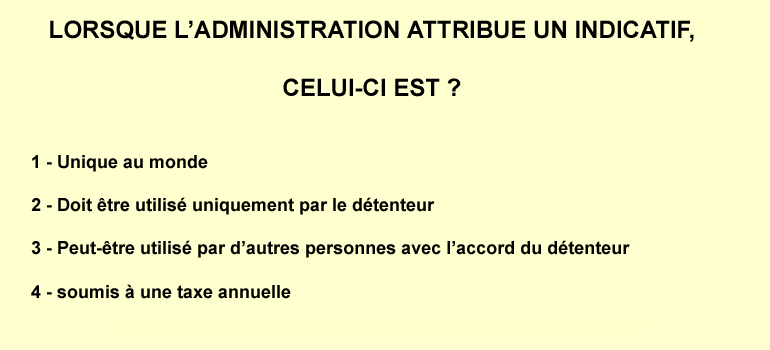 LORSQUE L’ADMINISTRATION ATTRIBUE UN INDICATIF,
CELUI-CI EST ?
1 - Unique au monde
2 - Doit être utilisé uniquement par le détenteur
3 - Peut-être utilisé par d’autres personnes avec l’accord du détenteur
4 - soumis à une taxe annuelle